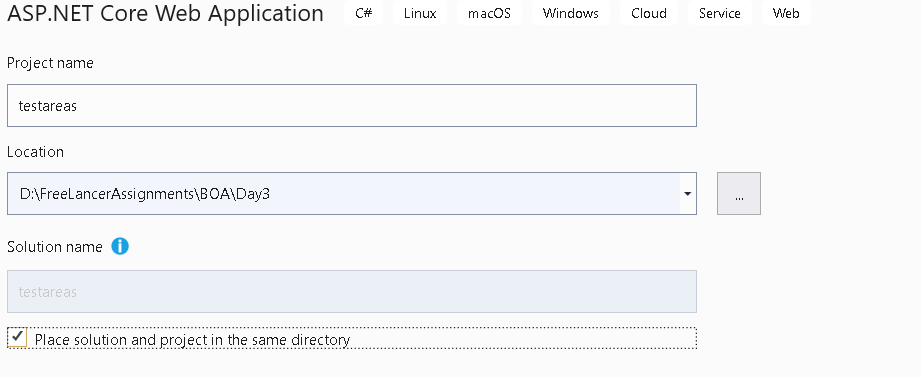 ASP.NET Core Web Application C# Linux macOS Windows Cloud Service Web
Project name
testareas
Location
D:\FreeLancerAssignments\BOA\Day3
...
Solution name
testareas
Place solution and project in the same directory